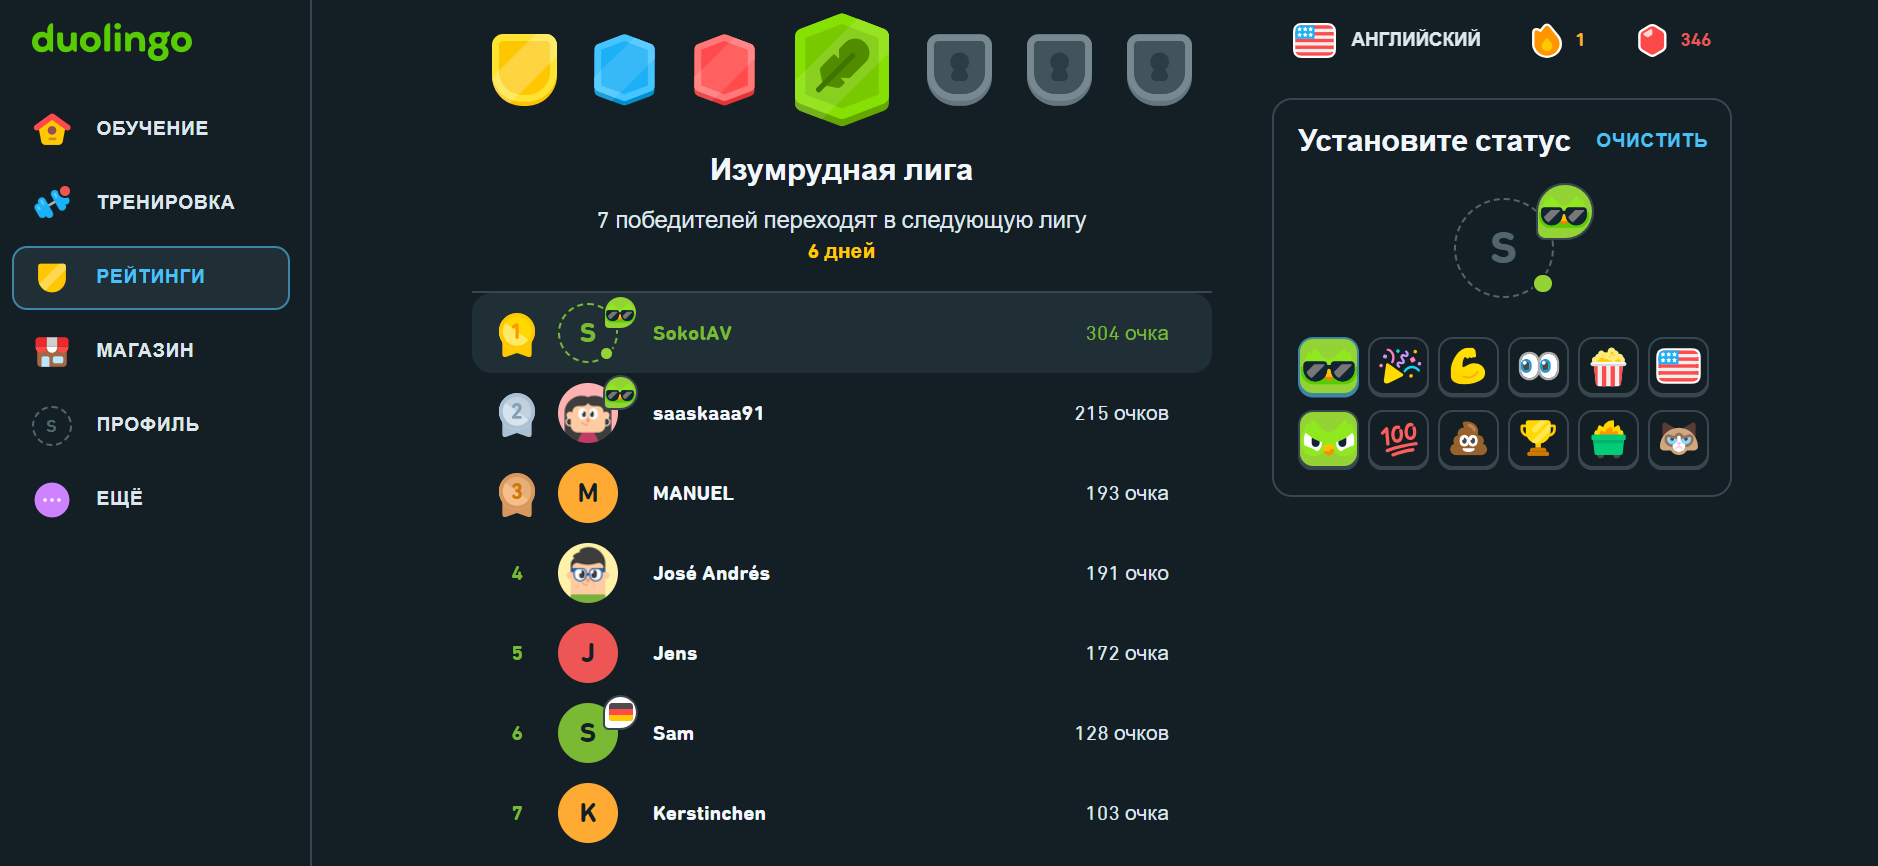 duolingo
ОБУЧЕНИЕ
ТРЕНИРОВКА
РЕЙТИНГИ
МАГАЗИН
S
ПРОФИЛЬ
ЕЩЁ
Изумрудная лига
7 победителей переходят в следующую лигу
6 дней
1 S SokolAV 304 очка
2 saaskaaa91 215 очков
3 M MANUEL 193 очка
4 José Andrés 191 очко
5 J Jens 172 очка
6 S Sam 128 очков
7 K Kerstinchen 103 очка
АНГЛИЙСКИЙ 1 346
Установите статус ОЧИСТИТЬ
S
100